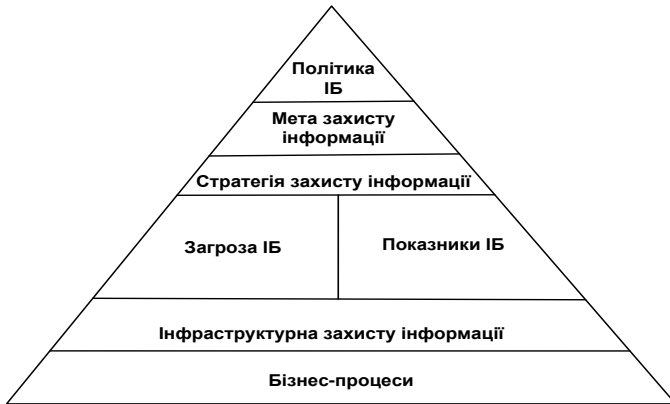 Політика
ІБ
Мета захисту
інформації
Стратегія захисту інформації
Загроза ІБ
Показники ІБ
Інфраструктурна захисту інформації
Бізнес-процеси